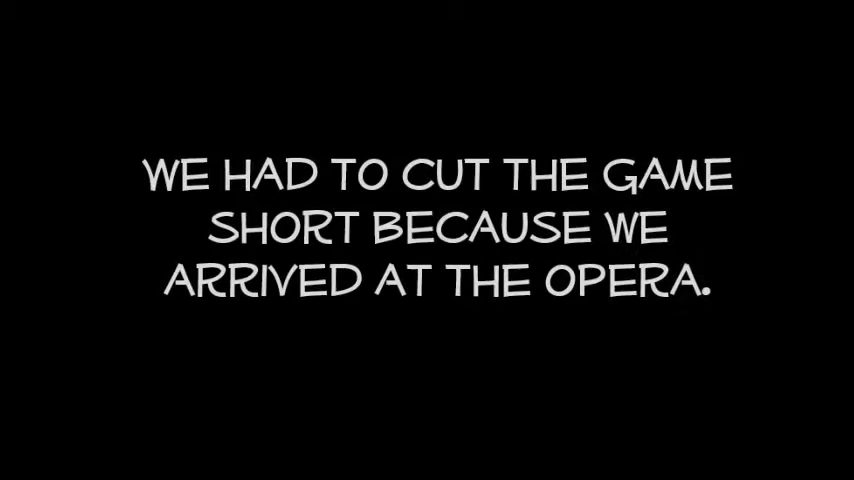 WE HAD TO CUT THE GAME
SHORT BECAUSE WE
ARRIVED AT THE OPERA.